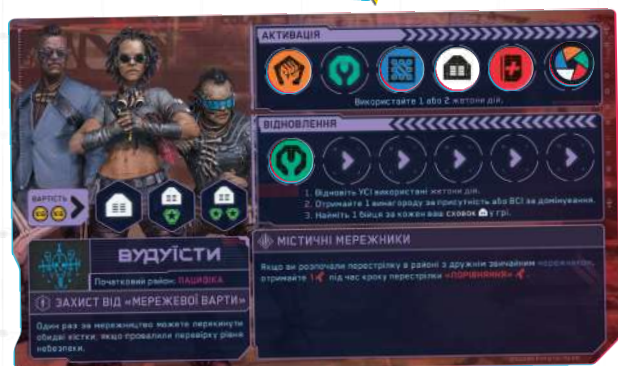 АКТИВАЦІЯ
Використайте 1 або 2 жетони дій.
ВІДНОВЛЕННЯ
1. Відновіть УСІ використані жетони дій.
2. Отримайте 1 винагороду за присутність або ВСІ за домінування.
3. Найміть 1 бійця за кожен ваш сховок у грі.
ВАРТІСТЬ
ВУДУЇСТИ
Початковий район: ПАЦИФІКА
ЗАХИСТ ВІД «МЕРЕЖЕВОЇ ВАРТИ»
Один раз за мережництво можете перекинути
обидві кістки, якщо провалили перевірку рівня
небезпеки.
МІСТИЧНІ МЕРЕЖНИКИ
Якщо ви розпочали перестрілку в районі з дружнім звичайним мережником,
отримайте 1 під час кроку перестрілки «ПОРІВНЯННЯ» .